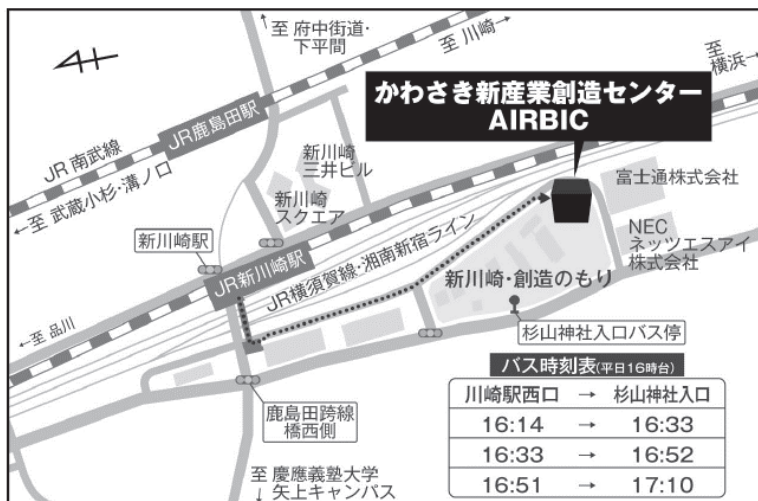 至 府中街道・
下平間
至 川崎
至
横浜
かわさき新産業創造センター
AIRBIC
JR鹿島田駅
JR 南武線
至 武蔵小杉・溝ノ口
新川崎
三井ビル
新川崎
スクエア
富士通株式会社
新川崎駅
JR新川崎駅
JR横須賀線・湘南新宿ライン
NEC
ネッツエスアイ
株式会社
新川崎・創造のもり
至 品川
杉山神社入口バス停
鹿島田跨線
橋西側
至 慶應義塾大学
矢上キャンパス
バス時刻表(平日16時台)
川崎駅西口 → 杉山神社入口
16:14 → 16:33
16:33 → 16:52
16:51 → 17:10